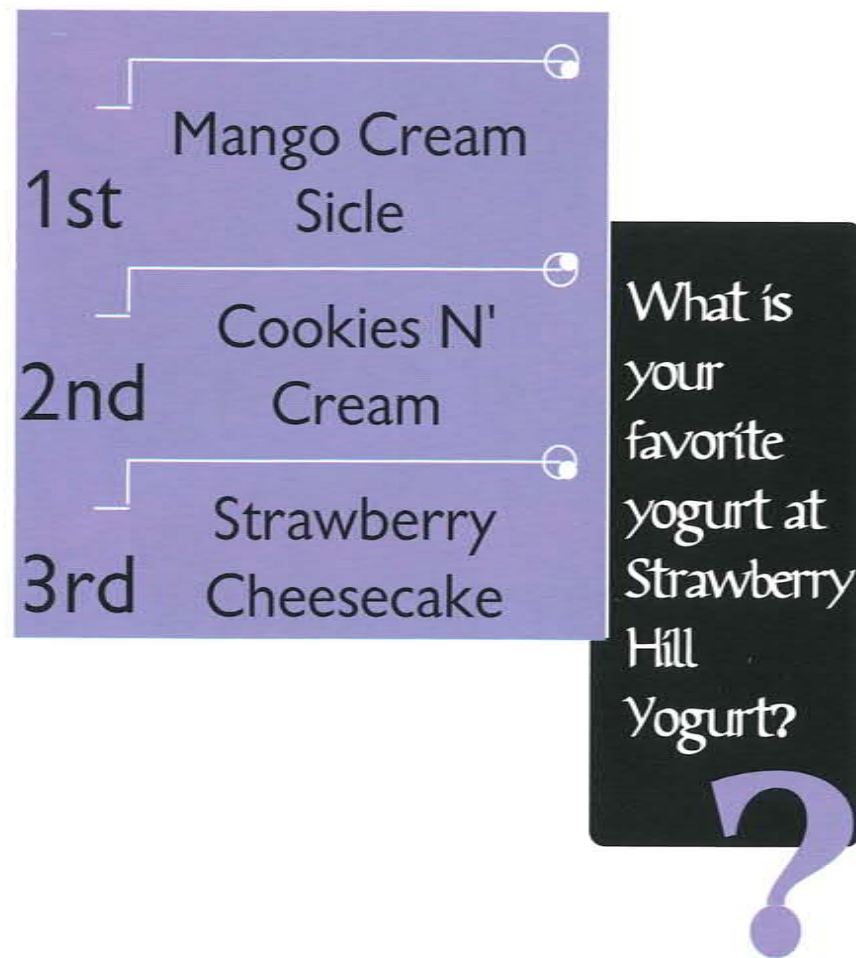 Mango Cream
1st Sicle
Cookies N'
2nd Cream
Strawberry
3rd Cheesecake
What is
your
favorite
yogurt at
Strawberry
Hill
Yogurt?
?